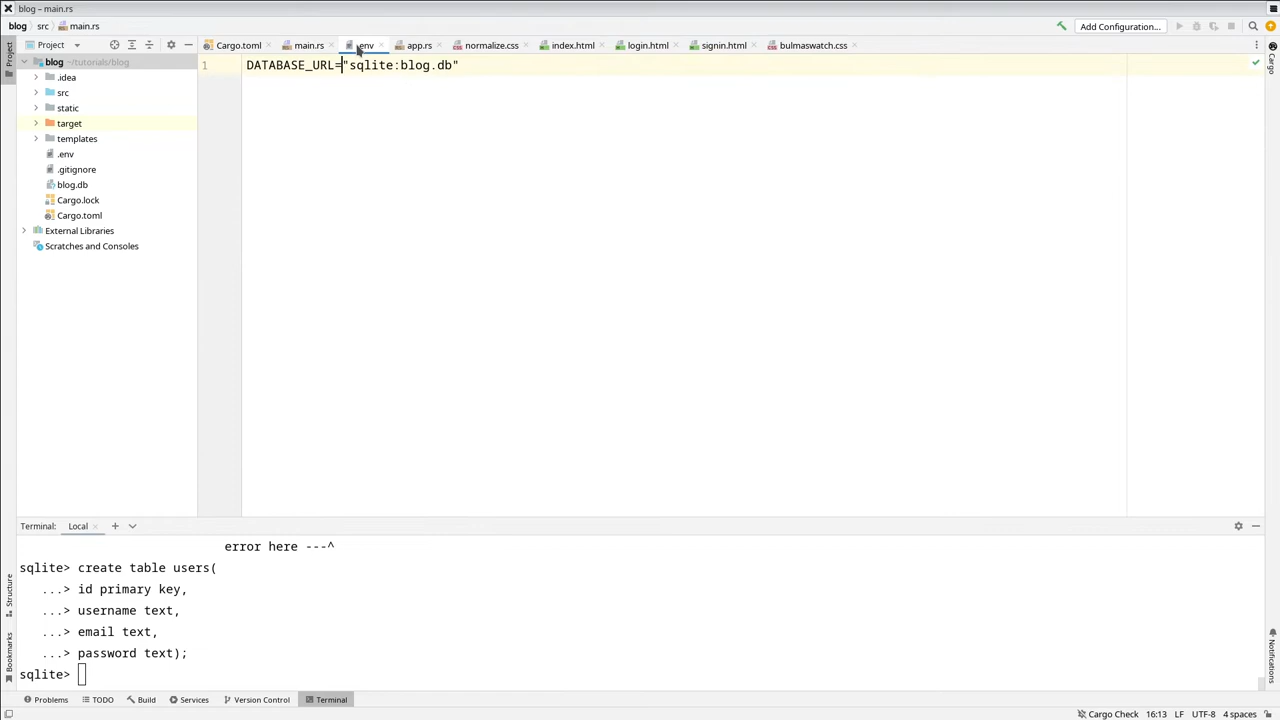 blog – main.rs
blog src main.rs Add Configuration...
Project Cargo.toml main.rs .env app.rs normalize.css index.html login.html signin.html bulmaswatch.css
blog ~/tutorials/blog
1 DATABASE_URL="sqlite:blog.db"
.idea
src
static
target
templates
.env
.gitignore
blog.db
Cargo.lock
Cargo.toml
External Libraries
Scratches and Consoles
Project
Structure
Bookmarks
Cargo
Notifications
Terminal: Local
error here ---^
sqlite> create table users(
...> id primary key,
...> username text,
...> email text,
...> password text);
sqlite>
Problems TODO Build Services Version Control Terminal
Cargo Check 16:13 LF UTF-8 4 spaces